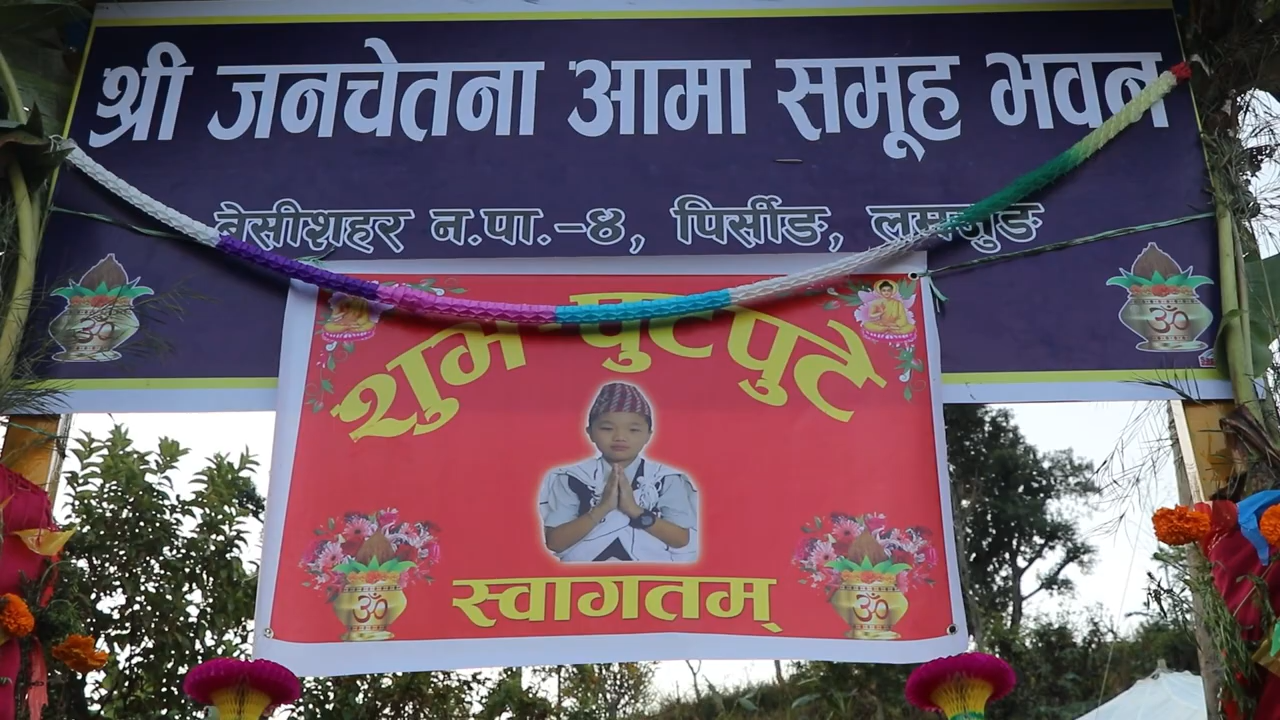 श्री जनचेतना आमा समूह भवन
बेसीशहर न.पा.-४, पिर्सीङ, लमजुङ
शुभ-पुटपुटे
स्वागतम्
ॐ
ॐ
ॐ
ॐ